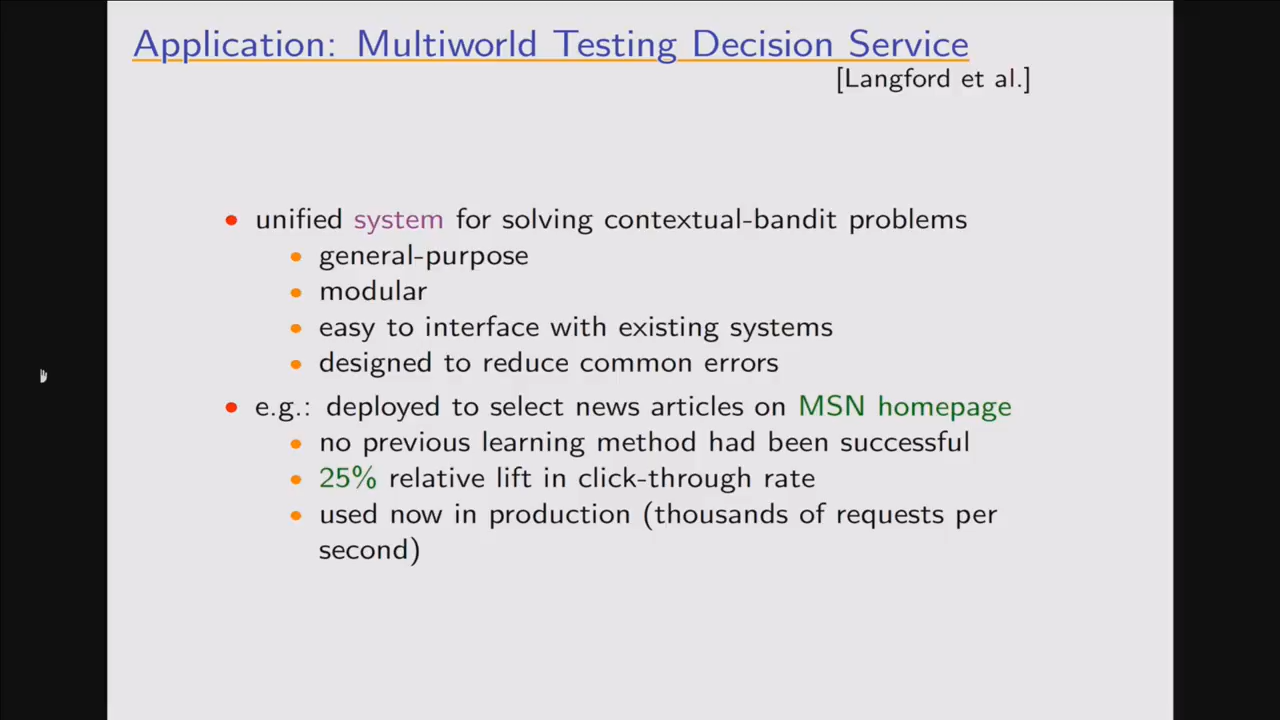 Application: Multiworld Testing Decision Service
[Langford et al.]
• unified system for solving contextual-bandit problems
• general-purpose
• modular
• easy to interface with existing systems
• designed to reduce common errors
• e.g.: deployed to select news articles on MSN homepage
• no previous learning method had been successful
• 25% relative lift in click-through rate
• used now in production (thousands of requests per
second)